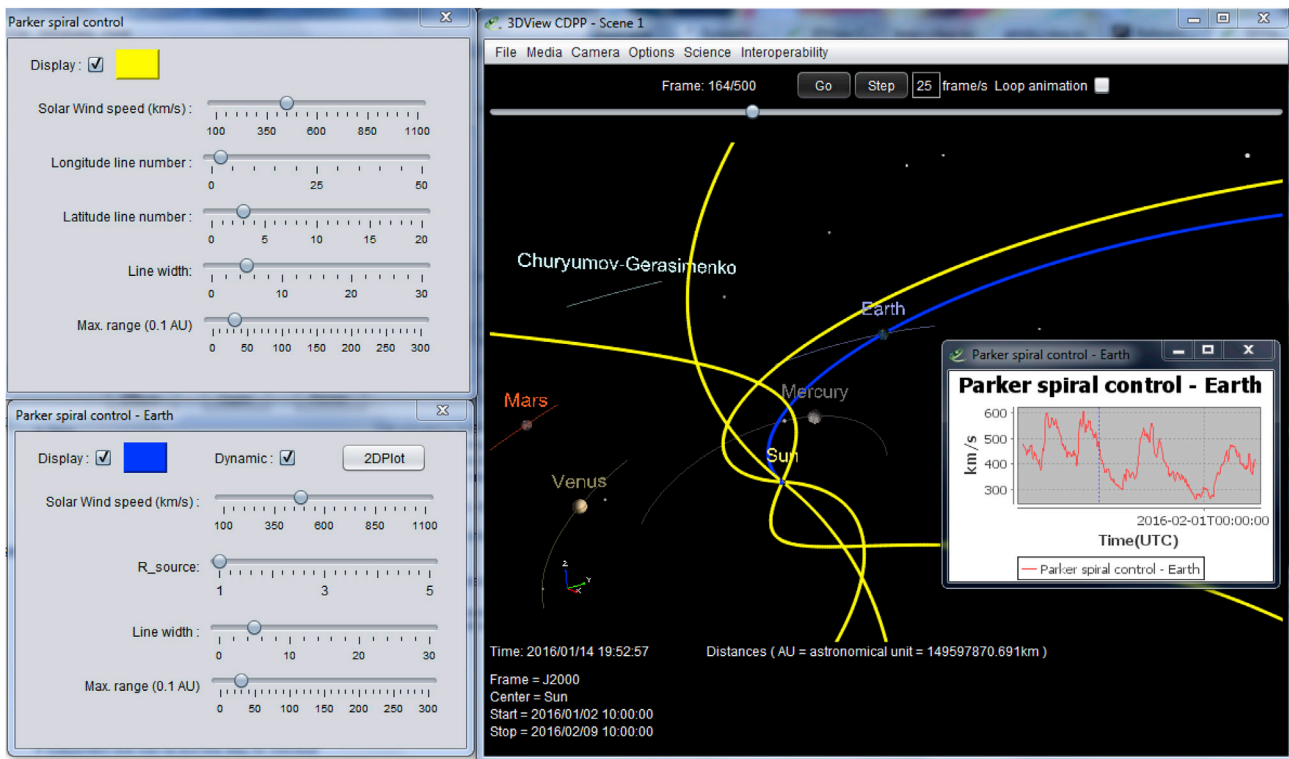 Parker spiral control
Display :
Solar Wind speed (km/s) :
100 350 600 850 1100
Longitude line number :
0 25 50
Latitude line number :
0 5 10 15 20
Line width:
0 10 20 30
Max. range (0.1 AU)
0 50 100 150 200 250 300
Parker spiral control - Earth
Display : Dynamic : 2DPlot
Solar Wind speed (km/s) :
100 350 600 850 1100
R_source:
1 3 5
Line width :
0 10 20 30
Max. range (0.1 AU)
0 50 100 150 200 250 300
3DView CDPP - Scene 1
File Media Camera Options Science Interoperability
Frame: 164/500 Go Step 25 frame/s Loop animation
Churyumov-Gerasimenko
Earth
Mercury
Mars
Sun
Venus
Z
Y
X
Parker spiral control - Earth
Parker spiral control - Earth
600
500
400
300
km/s
2016-02-01T00:00:00
Time(UTC)
Parker spiral control - Earth
Time: 2016/01/14 19:52:57 Distances ( AU = astronomical unit = 149597870.691km )
Frame = J2000
Center = Sun
Start = 2016/01/02 10:00:00
Stop = 2016/02/09 10:00:00